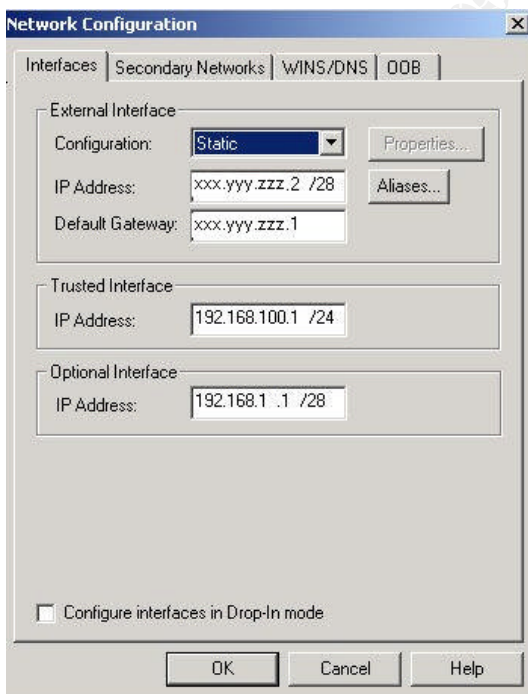 Network Configuration
Interfaces Secondary Networks WINS/DNS OOB
External Interface
Configuration: Static Properties...
IP Address: xxx.yyy.zzz.2 /28 Aliases...
Default Gateway: xxx.yyy.zzz.1
Trusted Interface
IP Address: 192.168.100.1 /24
Optional Interface
IP Address: 192.168.1 .1 /28
Configure interfaces in Drop-In mode
OK Cancel Help